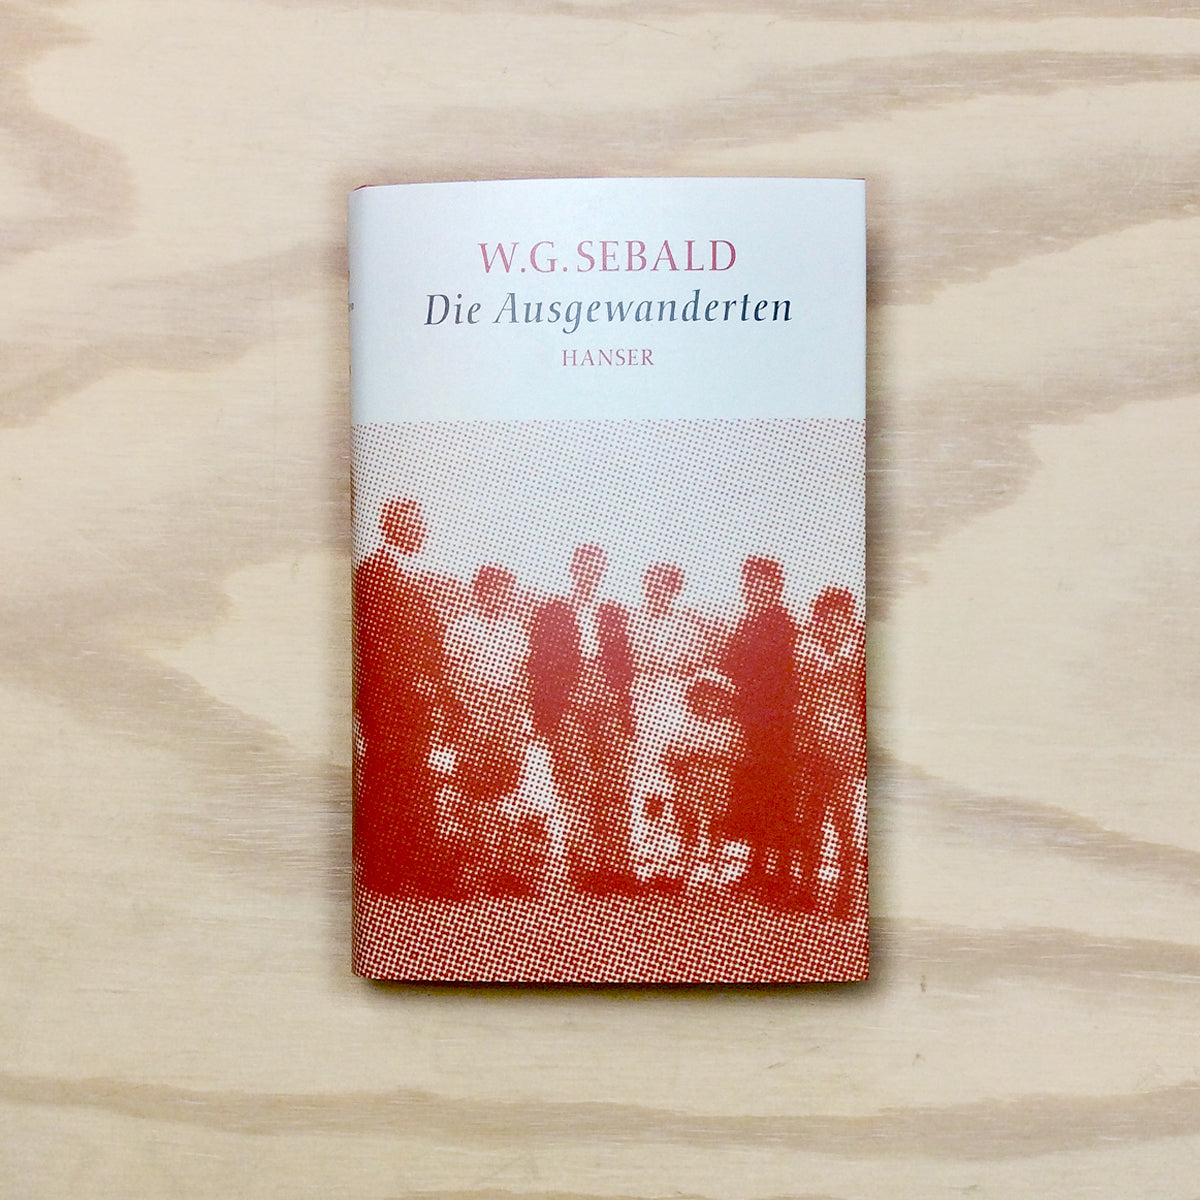 W.G. SEBALD
Die Ausgewanderten
HANSER